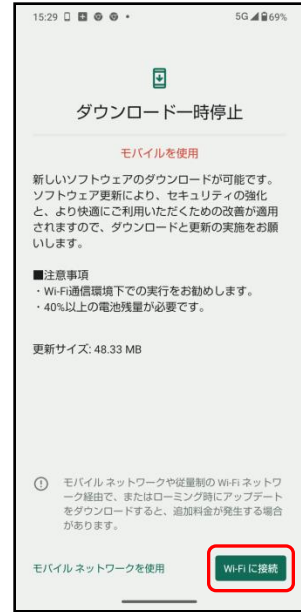 15:29 5G 69%
ダウンロード一時停止
モバイルを使用
新しいソフトウェアのダウンロードが可能です。
ソフトウェア更新により、セキュリティの強化
と、より快適にご利用いただくための改善が適用
されますので、ダウンロードと更新の実施をお願
いします。
■注意事項
・Wi-Fi通信環境下での実行をお勧めします。
・40%以上の電池残量が必要です。
更新サイズ: 48.33 MB
モバイル ネットワークや従量制の Wi-Fi ネットワ
ーク経由で、またはローミング時にアップデート
をダウンロードすると、追加料金が発生する場合
があります。
モバイル ネットワークを使用 Wi-Fi に接続